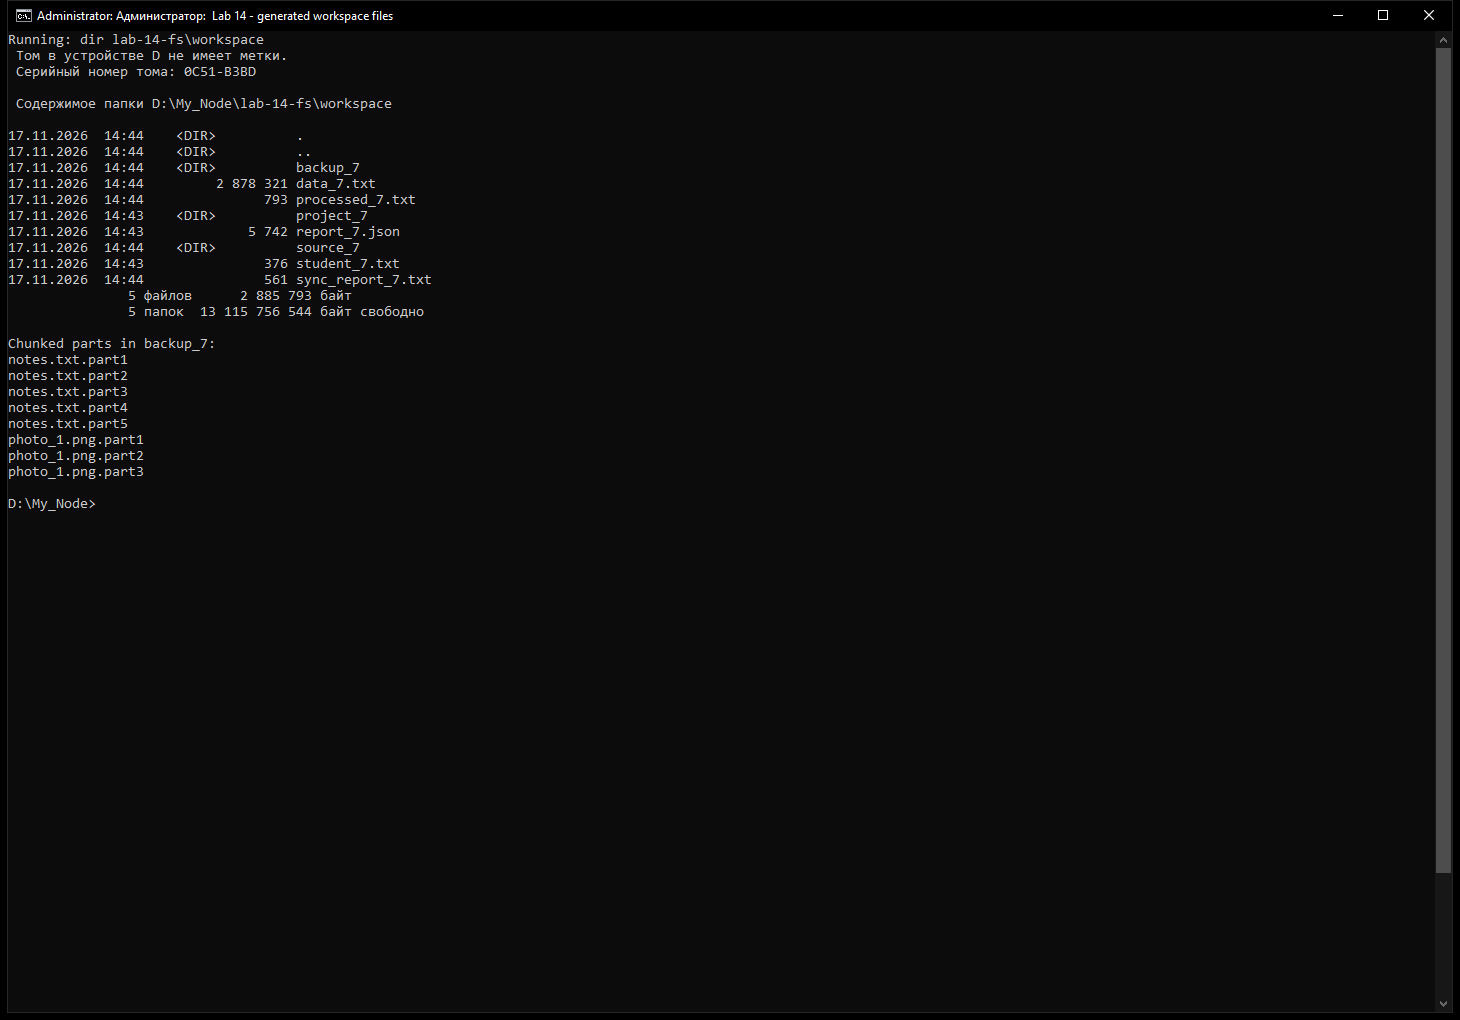 Administrator: Администратор:  Lab 14 - generated workspace files
Running: dir lab-14-fs\workspace
 Том в устройстве D не имеет метки.
 Серийный номер тома: 0C51-B3BD

 Содержимое папки D:\My_Node\lab-14-fs\workspace

17.11.2026  14:44    <DIR>          .
17.11.2026  14:44    <DIR>          ..
17.11.2026  14:44    <DIR>          backup_7
17.11.2026  14:44         2 878 321 data_7.txt
17.11.2026  14:44               793 processed_7.txt
17.11.2026  14:43    <DIR>          project_7
17.11.2026  14:43             5 742 report_7.json
17.11.2026  14:44    <DIR>          source_7
17.11.2026  14:43               376 student_7.txt
17.11.2026  14:44               561 sync_report_7.txt
               5 файлов      2 885 793 байт
               5 папок  13 115 756 544 байт свободно

Chunked parts in backup_7:
notes.txt.part1
notes.txt.part2
notes.txt.part3
notes.txt.part4
notes.txt.part5
photo_1.png.part1
photo_1.png.part2
photo_1.png.part3

D:\My_Node>